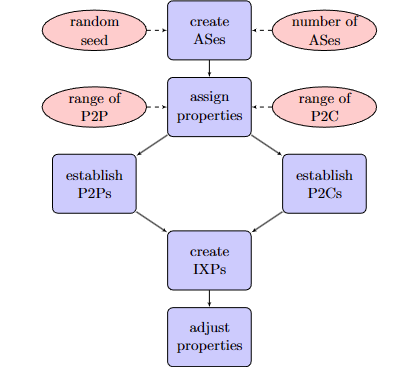 random
seed
create
ASes
number of
ASes
range of
P2P
assign
properties
range of
P2C
establish
P2Ps
establish
P2Cs
create
IXPs
adjust
properties